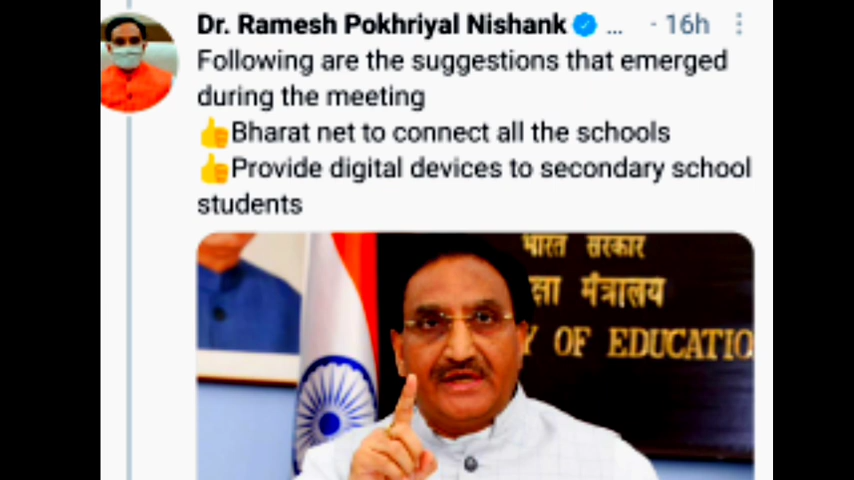 Dr. Ramesh Pokhriyal Nishank ... · 16h
Following are the suggestions that emerged
during the meeting
👍Bharat net to connect all the schools
👍Provide digital devices to secondary school
students
भारत सरकार
क्षा मंत्रालय
Y OF EDUCATIO